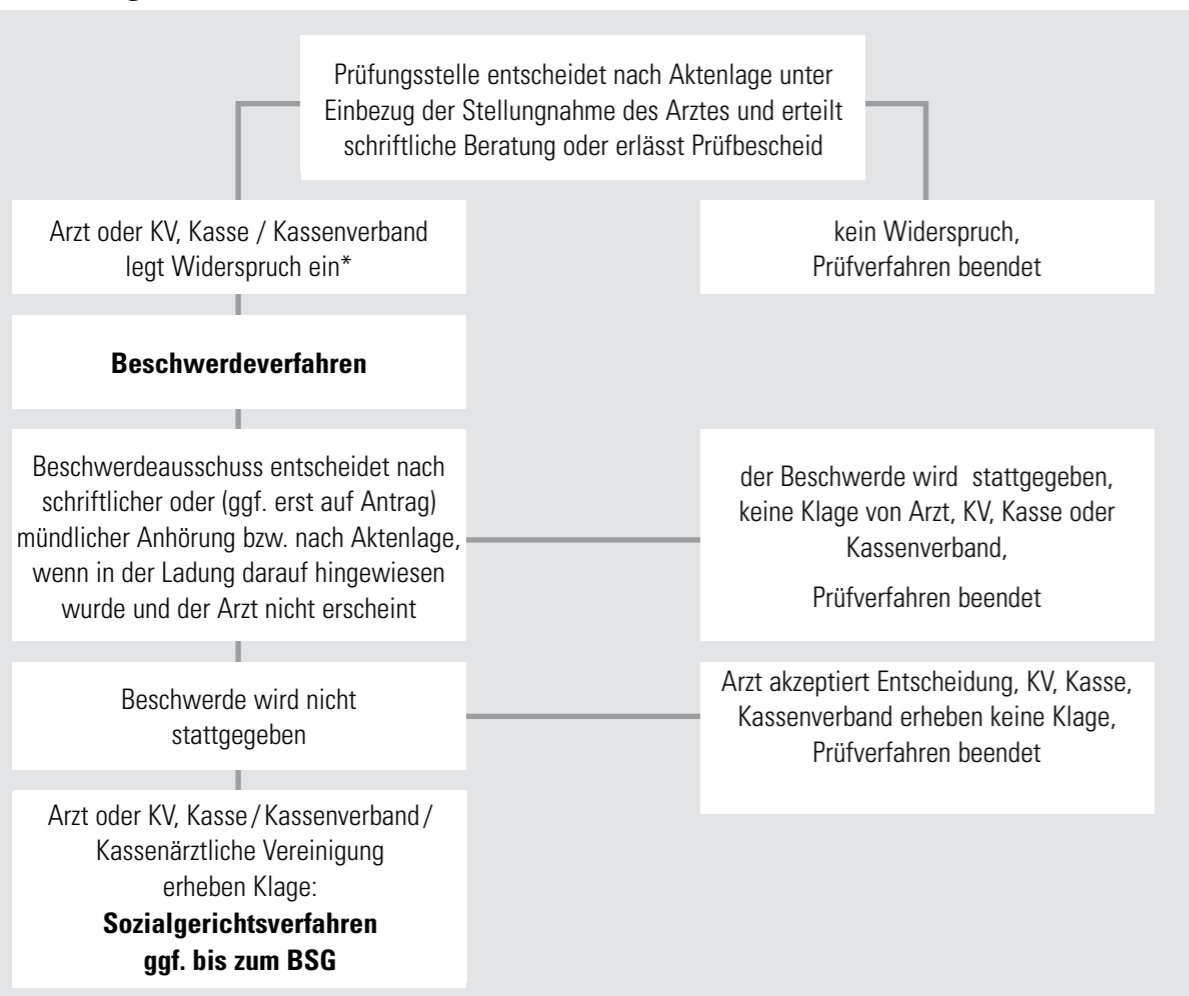 Prüfungsstelle entscheidet nach Aktenlage unter
Einbezug der Stellungnahme des Arztes und erteilt
schriftliche Beratung oder erlässt Prüfbescheid
Arzt oder KV, Kasse / Kassenverband
legt Widerspruch ein*
kein Widerspruch,
Prüfverfahren beendet
Beschwerdeverfahren
Beschwerdeausschuss entscheidet nach
schriftlicher oder (ggf. erst auf Antrag)
mündlicher Anhörung bzw. nach Aktenlage,
wenn in der Ladung darauf hingewiesen
wurde und der Arzt nicht erscheint
der Beschwerde wird stattgegeben,
keine Klage von Arzt, KV, Kasse oder
Kassenverband,
Prüfverfahren beendet
Beschwerde wird nicht
stattgegeben
Arzt akzeptiert Entscheidung, KV, Kasse,
Kassenverband erheben keine Klage,
Prüfverfahren beendet
Arzt oder KV, Kasse / Kassenverband /
Kassenärztliche Vereinigung
erheben Klage:
Sozialgerichtsverfahren
ggf. bis zum BSG